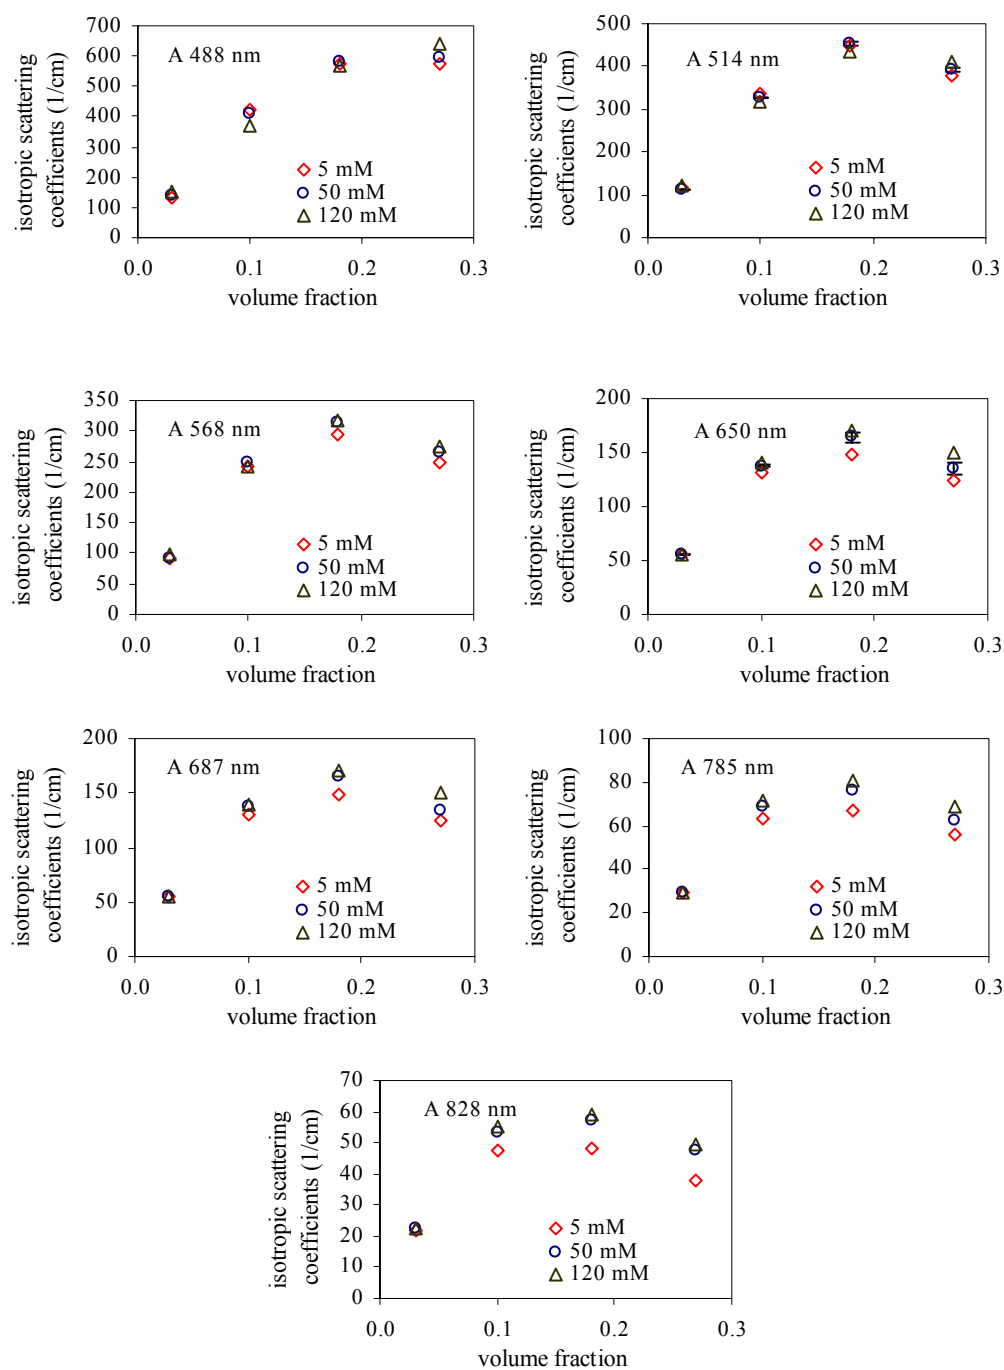 isotropic scattering
coefficients (1/cm)
700
600
500
400
300
200
100
0
A 488 nm
5 mM
50 mM
120 mM
0.0 0.1 0.2 0.3
volume fraction
isotropic scattering
coefficients (1/cm)
500
400
300
200
100
0
A 514 nm
5 mM
50 mM
120 mM
0.0 0.1 0.2 0.3
volume fraction
isotropic scattering
coefficients (1/cm)
350
300
250
200
150
100
50
0
A 568 nm
5 mM
50 mM
120 mM
0.0 0.1 0.2 0.3
volume fraction
isotropic scattering
coefficients (1/cm)
200
150
100
50
0
A 650 nm
5 mM
50 mM
120 mM
0.0 0.1 0.2 0.3
volume fraction
isotropic scattering
coefficients (1/cm)
200
150
100
50
0
A 687 nm
5 mM
50 mM
120 mM
0.0 0.1 0.2 0.3
volume fraction
isotropic scattering
coefficients (1/cm)
100
80
60
40
20
0
A 785 nm
5 mM
50 mM
120 mM
0.0 0.1 0.2 0.3
volume fraction
isotropic scattering
coefficients (1/cm)
70
60
50
40
30
20
10
0
A 828 nm
5 mM
50 mM
120 mM
0.0 0.1 0.2 0.3
volume fraction